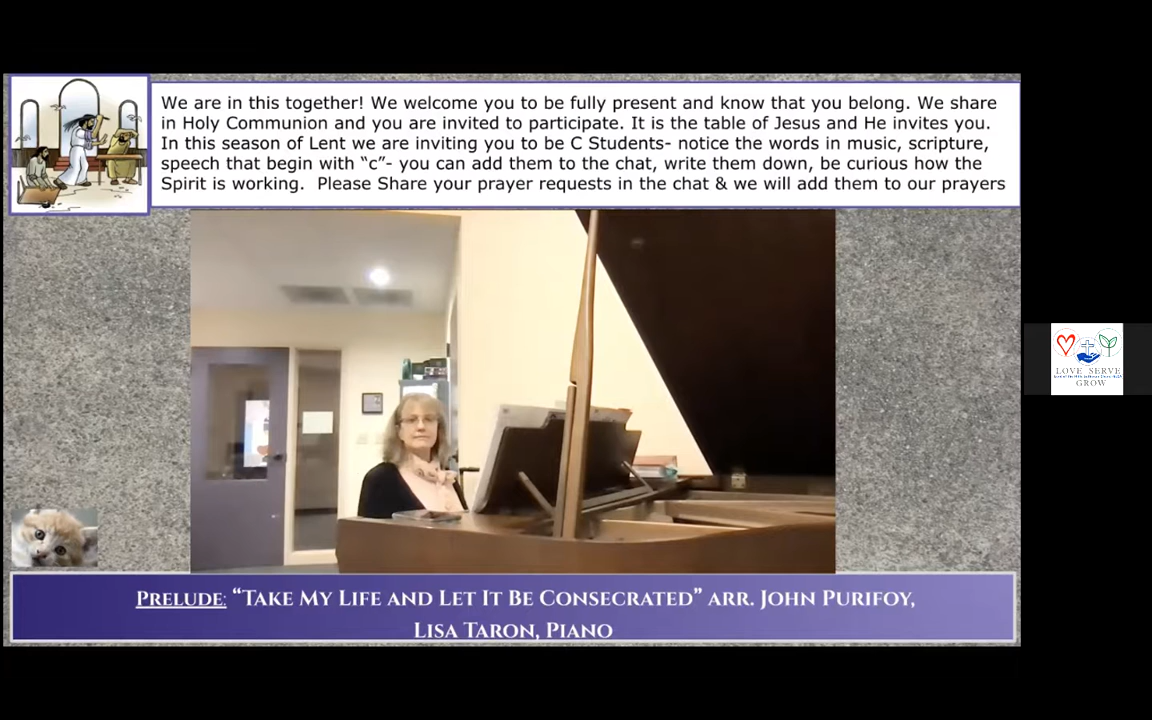 We are in this together! We welcome you to be fully present and know that you belong. We share
in Holy Communion and you are invited to participate. It is the table of Jesus and He invites you.
In this season of Lent we are inviting you to be C Students- notice the words in music, scripture,
speech that begin with “c”- you can add them to the chat, write them down, be curious how the
Spirit is working.  Please Share your prayer requests in the chat & we will add them to our prayers
LOVE SERVE
GROW
Prelude: “Take My Life and Let It Be Consecrated” arr. John Purifoy,
Lisa Taron, Piano